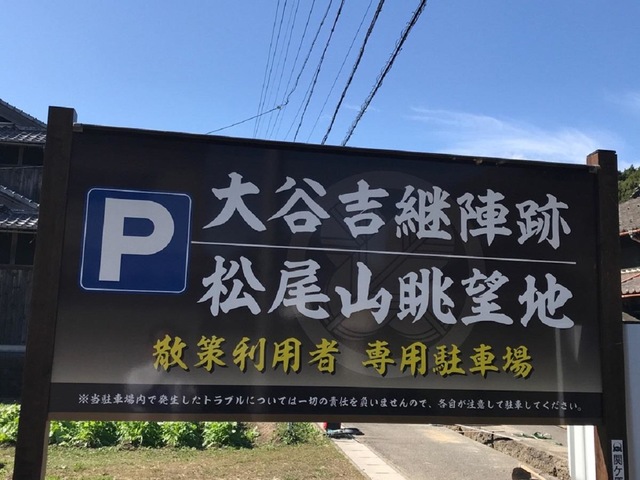 P
大谷吉継陣跡
松尾山眺望地
散策利用者 専用駐車場
※当駐車場内で発生したトラブルについては一切の責任を負いませんので、各自が注意して駐車してください。
関ケ